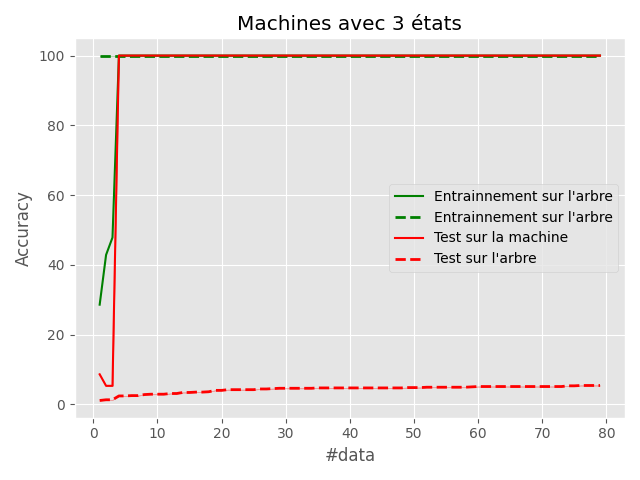 Machines avec 3 états
100
80
60
40
20
0
Accuracy
Entrainnement sur l'arbre
Entrainnement sur l'arbre
Test sur la machine
Test sur l'arbre
0 10 20 30 40 50 60 70 80
#data